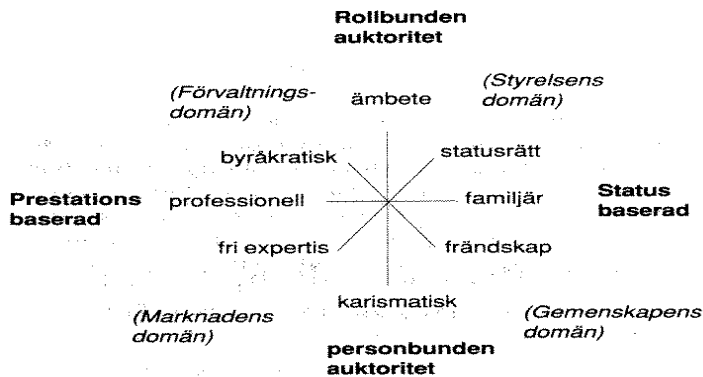 Rollbunden
auktoritet
(Förvaltnings-
domän)
ämbete
(Styrelsens
domän)
byråkratisk
statusrätt
Prestations
baserad
professionell
familjär
Status
baserad
fri expertis
frändskap
karismatisk
(Marknadens
domän)
(Gemenskapens
domän)
personbunden
auktoritet